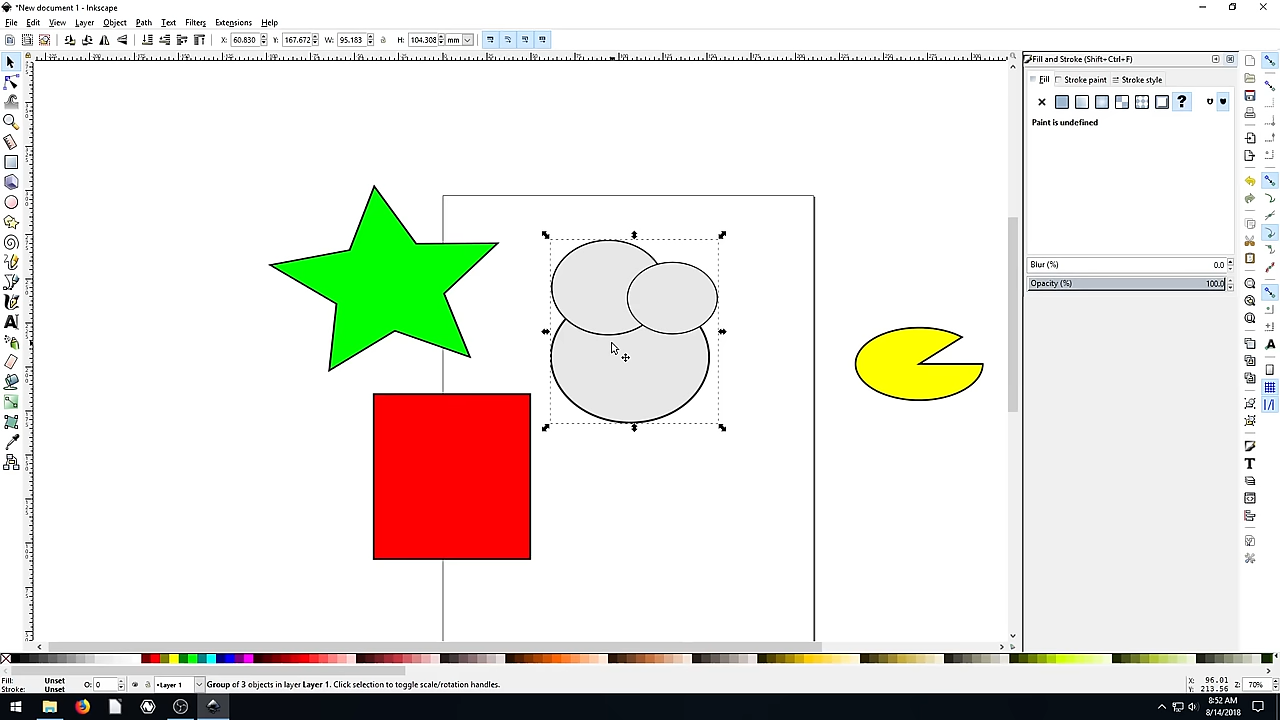 *New document 1 - Inkscape
File Edit View Layer Object Path Text Filters Extensions Help
X: 60.830 Y: 167.672 W: 95.183 H: 104.308 mm
Fill and Stroke (Shift+Ctrl+F)
Fill Stroke paint Stroke style
?
Paint is undefined
Blur (%) 0.0
Opacity (%) 100.0
Fill: Unset
Stroke: Unset
O: 0
Layer 1
Group of 3 objects in layer Layer 1. Click selection to toggle scale/rotation handles.
X: 96.01
Y: 213.56
Z: 70%
8:52 AM
8/14/2018